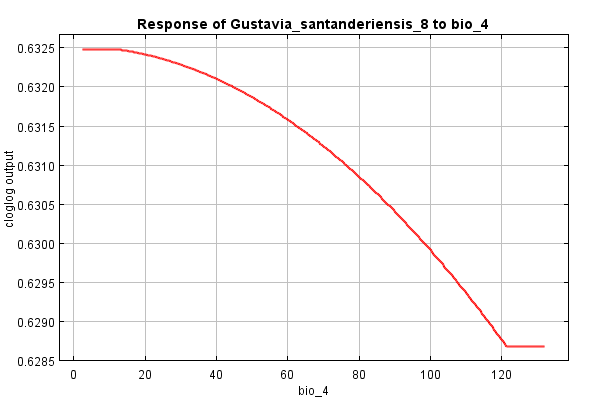 Response of Gustavia_santanderiensis_8 to bio_4
cloglog output
0.6325
0.6320
0.6315
0.6310
0.6305
0.6300
0.6295
0.6290
0.6285
0 20 40 60 80 100 120
bio_4